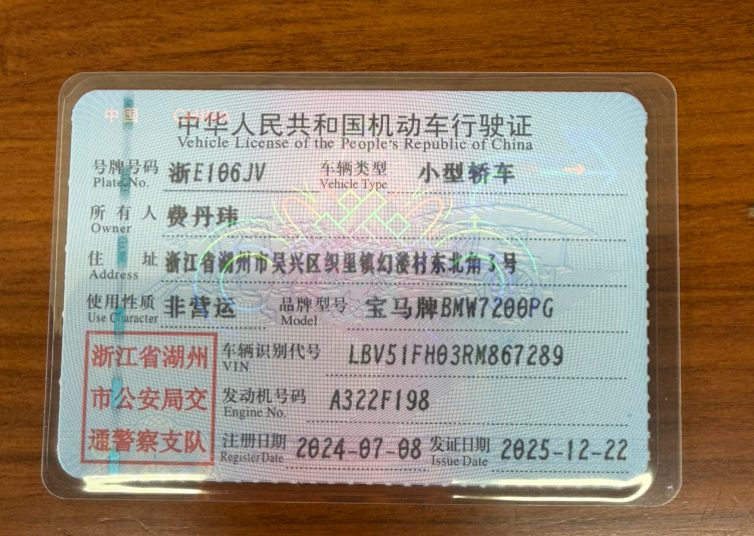 中国 CHINA
中华人民共和国机动车行驶证
Vehicle License of the People's Republic of China
号牌号码 浙E106JV 车辆类型 小型轿车
Plate No. Vehicle Type
所有人 费丹玮
Owner
住址 浙江省湖州市吴兴区织里镇幻溇村东北角3号
Address
使用性质 非营运 品牌型号 宝马牌BMW7200PG
Use Character Model
浙江省湖州
市公安局交
通警察支队
车辆识别代号 LBV51FH03RM867289
VIN
发动机号码 A322F198
Engine No.
注册日期 2024-07-08 发证日期 2025-12-22
Register Date Issue Date